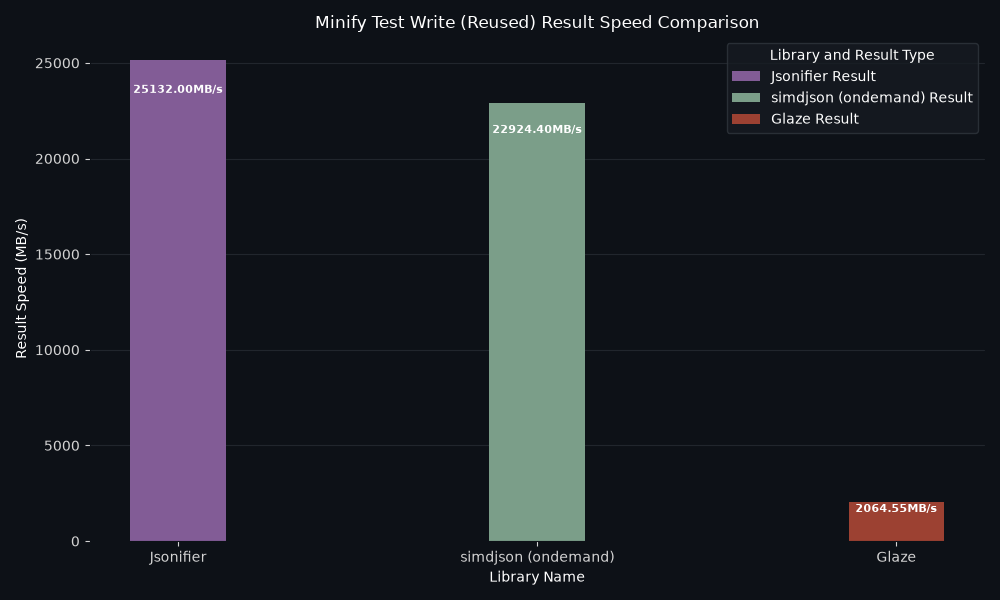 Minify Test Write (Reused) Result Speed Comparison
Library and Result Type
Jsonifier Result
simdjson (ondemand) Result
Glaze Result
Result Speed (MB/s)
25000
20000
15000
10000
5000
0
25132.00MB/s
22924.40MB/s
2064.55MB/s
Jsonifier
simdjson (ondemand)
Glaze
Library Name